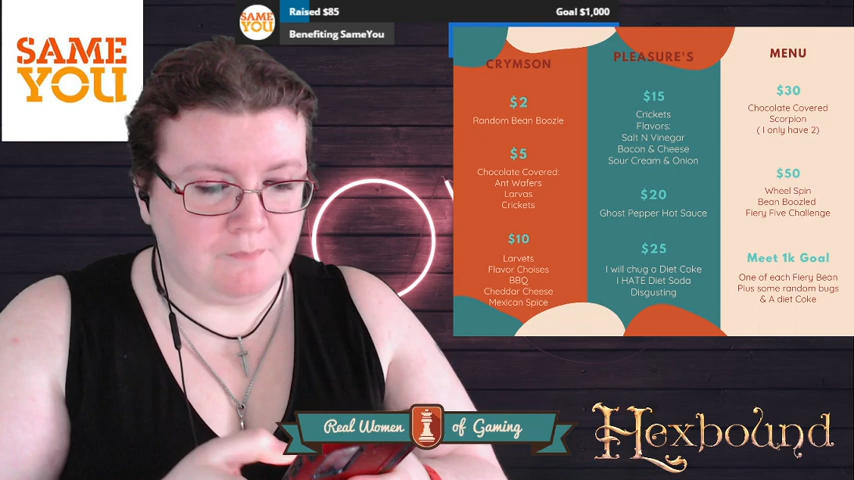 SAME
YOU
SAME
YOU
Raised $85
Goal $1,000
Benefiting SameYou
CRYMSON
$2
Random Bean Boozle
$5
Chocolate Covered:
Ant Wafers
Larvas
Crickets
$10
Larvets
Flavor Choises
BBQ
Cheddar Cheese
Mexican Spice
PLEASURE'S
$15
Crickets
Flavors:
Salt N Vinegar
Bacon & Cheese
Sour Cream & Onion
$20
Ghost Pepper Hot Sauce
$25
I will chug a Diet Coke
I HATE Diet Soda
Disgusting
MENU
$30
Chocolate Covered
Scorpion
( I only have 2)
$50
Wheel Spin
Bean Boozled
Fiery Five Challenge
Meet 1k Goal
One of each Fiery Bean
Plus some random bugs
& A diet Coke
Real Women of Gaming
Hexbound